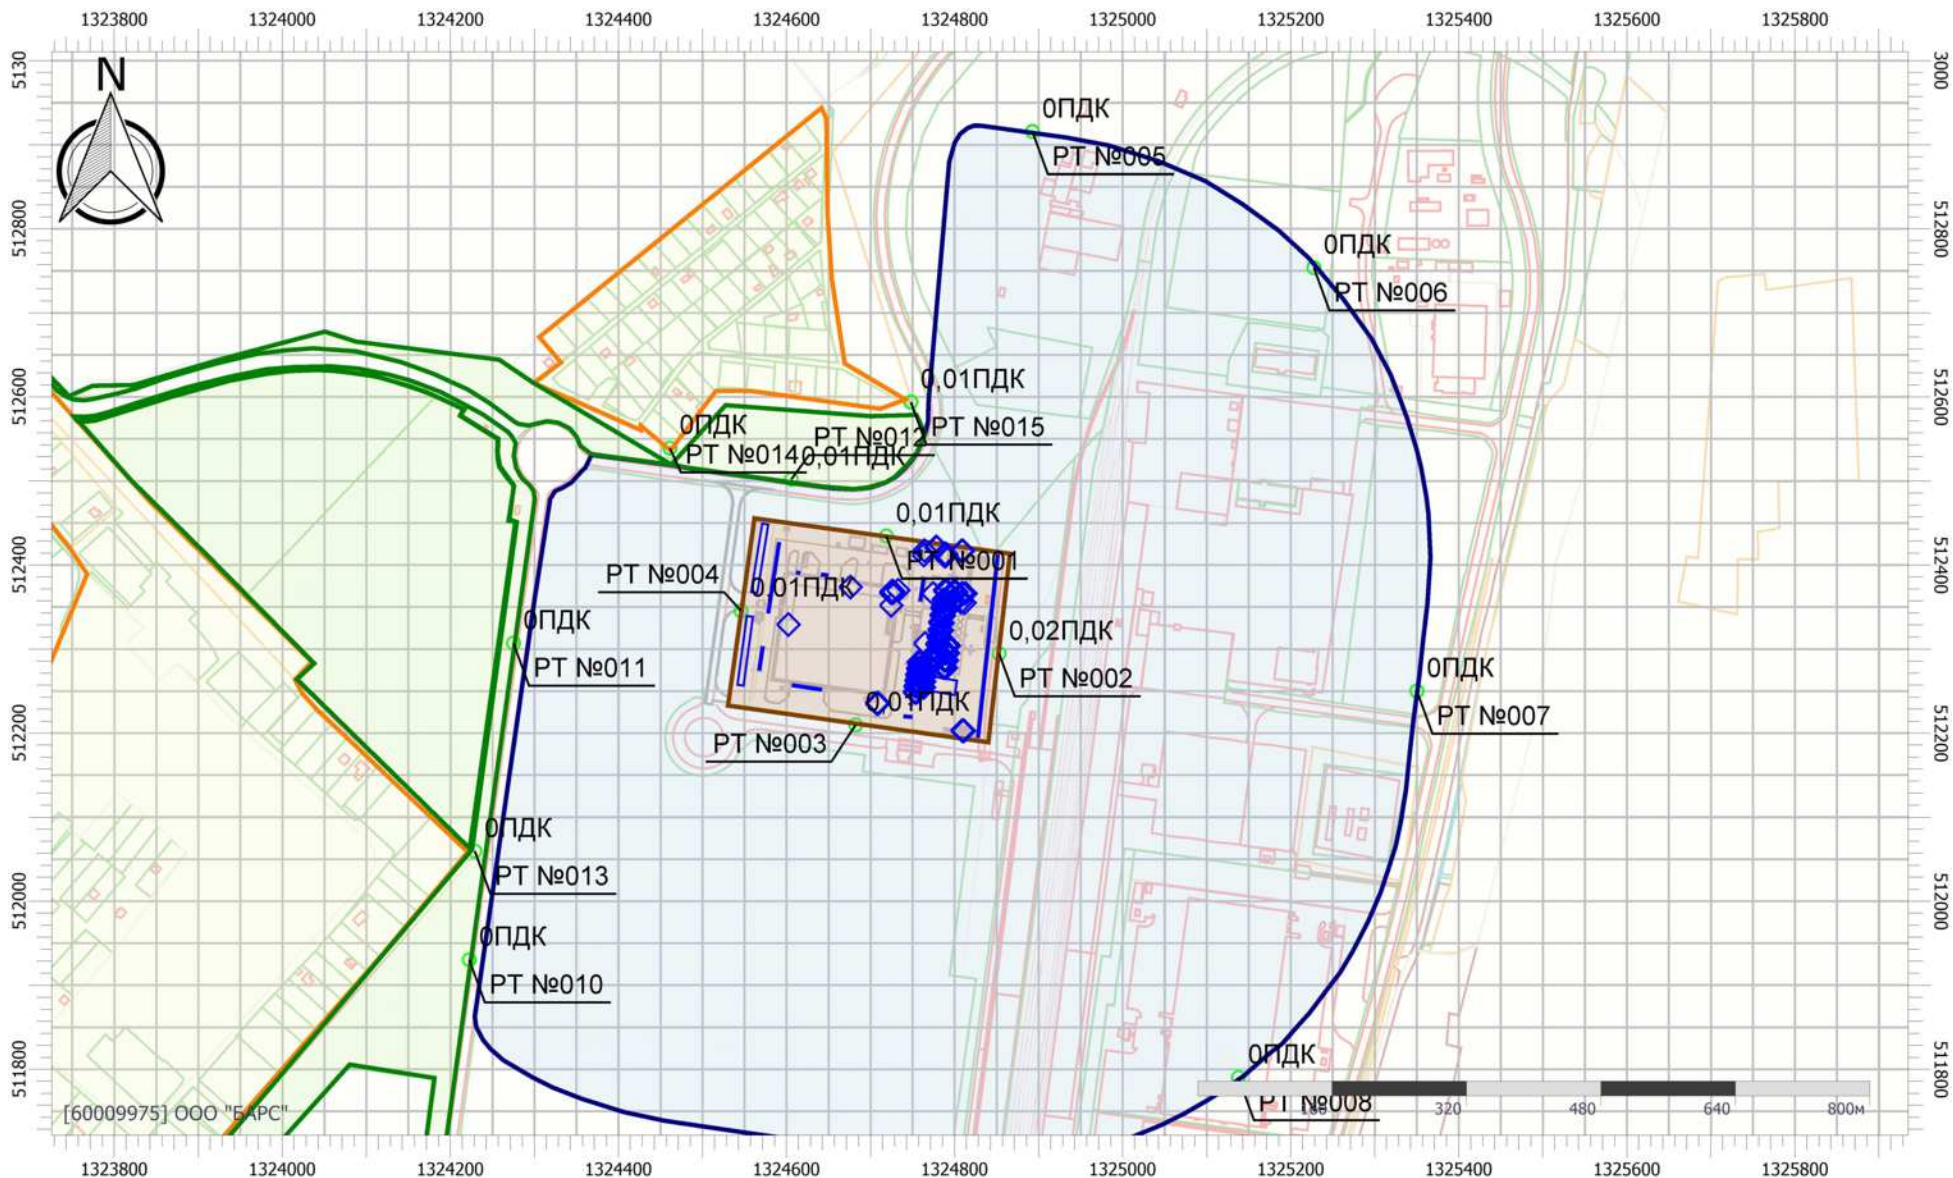 1323800 1324000 1324200 1324400 1324600 1324800 1325000 1325200 1325400 1325600 1325800
5130
3000
N
0ПДК
РТ №005
512800
512800
0ПДК
РТ №006
512600
512600
0,01ПДК
РТ №015
0ПДК
РТ №014
РТ №012
0,01ПДК
0,01ПДК
РТ №001
512400
512400
РТ №004
0,01ПДК
0ПДК
РТ №011
0,02ПДК
РТ №002
0ПДК
РТ №007
0,01ПДК
РТ №003
512200
512200
0ПДК
РТ №013
512000
512000
0ПДК
РТ №010
0ПДК
РТ №008
511800
511800
[60009975] ООО "БАРС"
160 320 480 640 800м
1323800 1324000 1324200 1324400 1324600 1324800 1325000 1325200 1325400 1325600 1325800